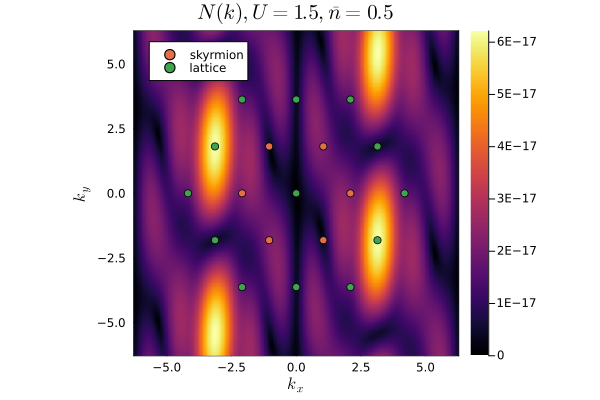 N(k), U = 1.5, n̄ = 0.5
skyrmion
lattice
5.0
2.5
0.0
−2.5
−5.0
k_y
−5.0 −2.5 0.0 2.5 5.0
k_x
6E−17
5E−17
4E−17
3E−17
2E−17
1E−17
0